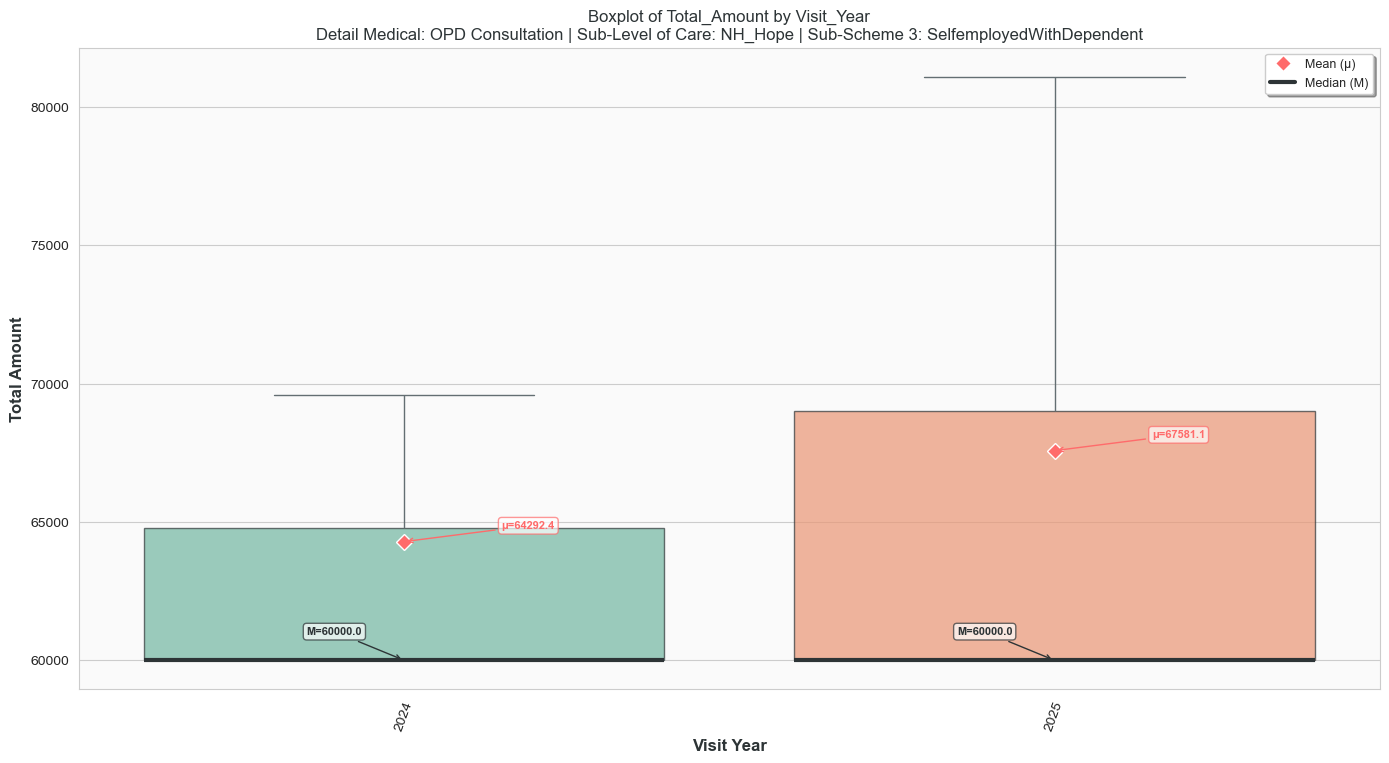 Boxplot of Total_Amount by Visit_Year
Detail Medical: OPD Consultation | Sub-Level of Care: NH_Hope | Sub-Scheme 3: SelfemployedWithDependent
Mean (μ)
Median (M)
Total Amount
80000
75000
70000
65000
60000
μ=64292.4
M=60000.0
μ=67581.1
M=60000.0
2024
2025
Visit Year